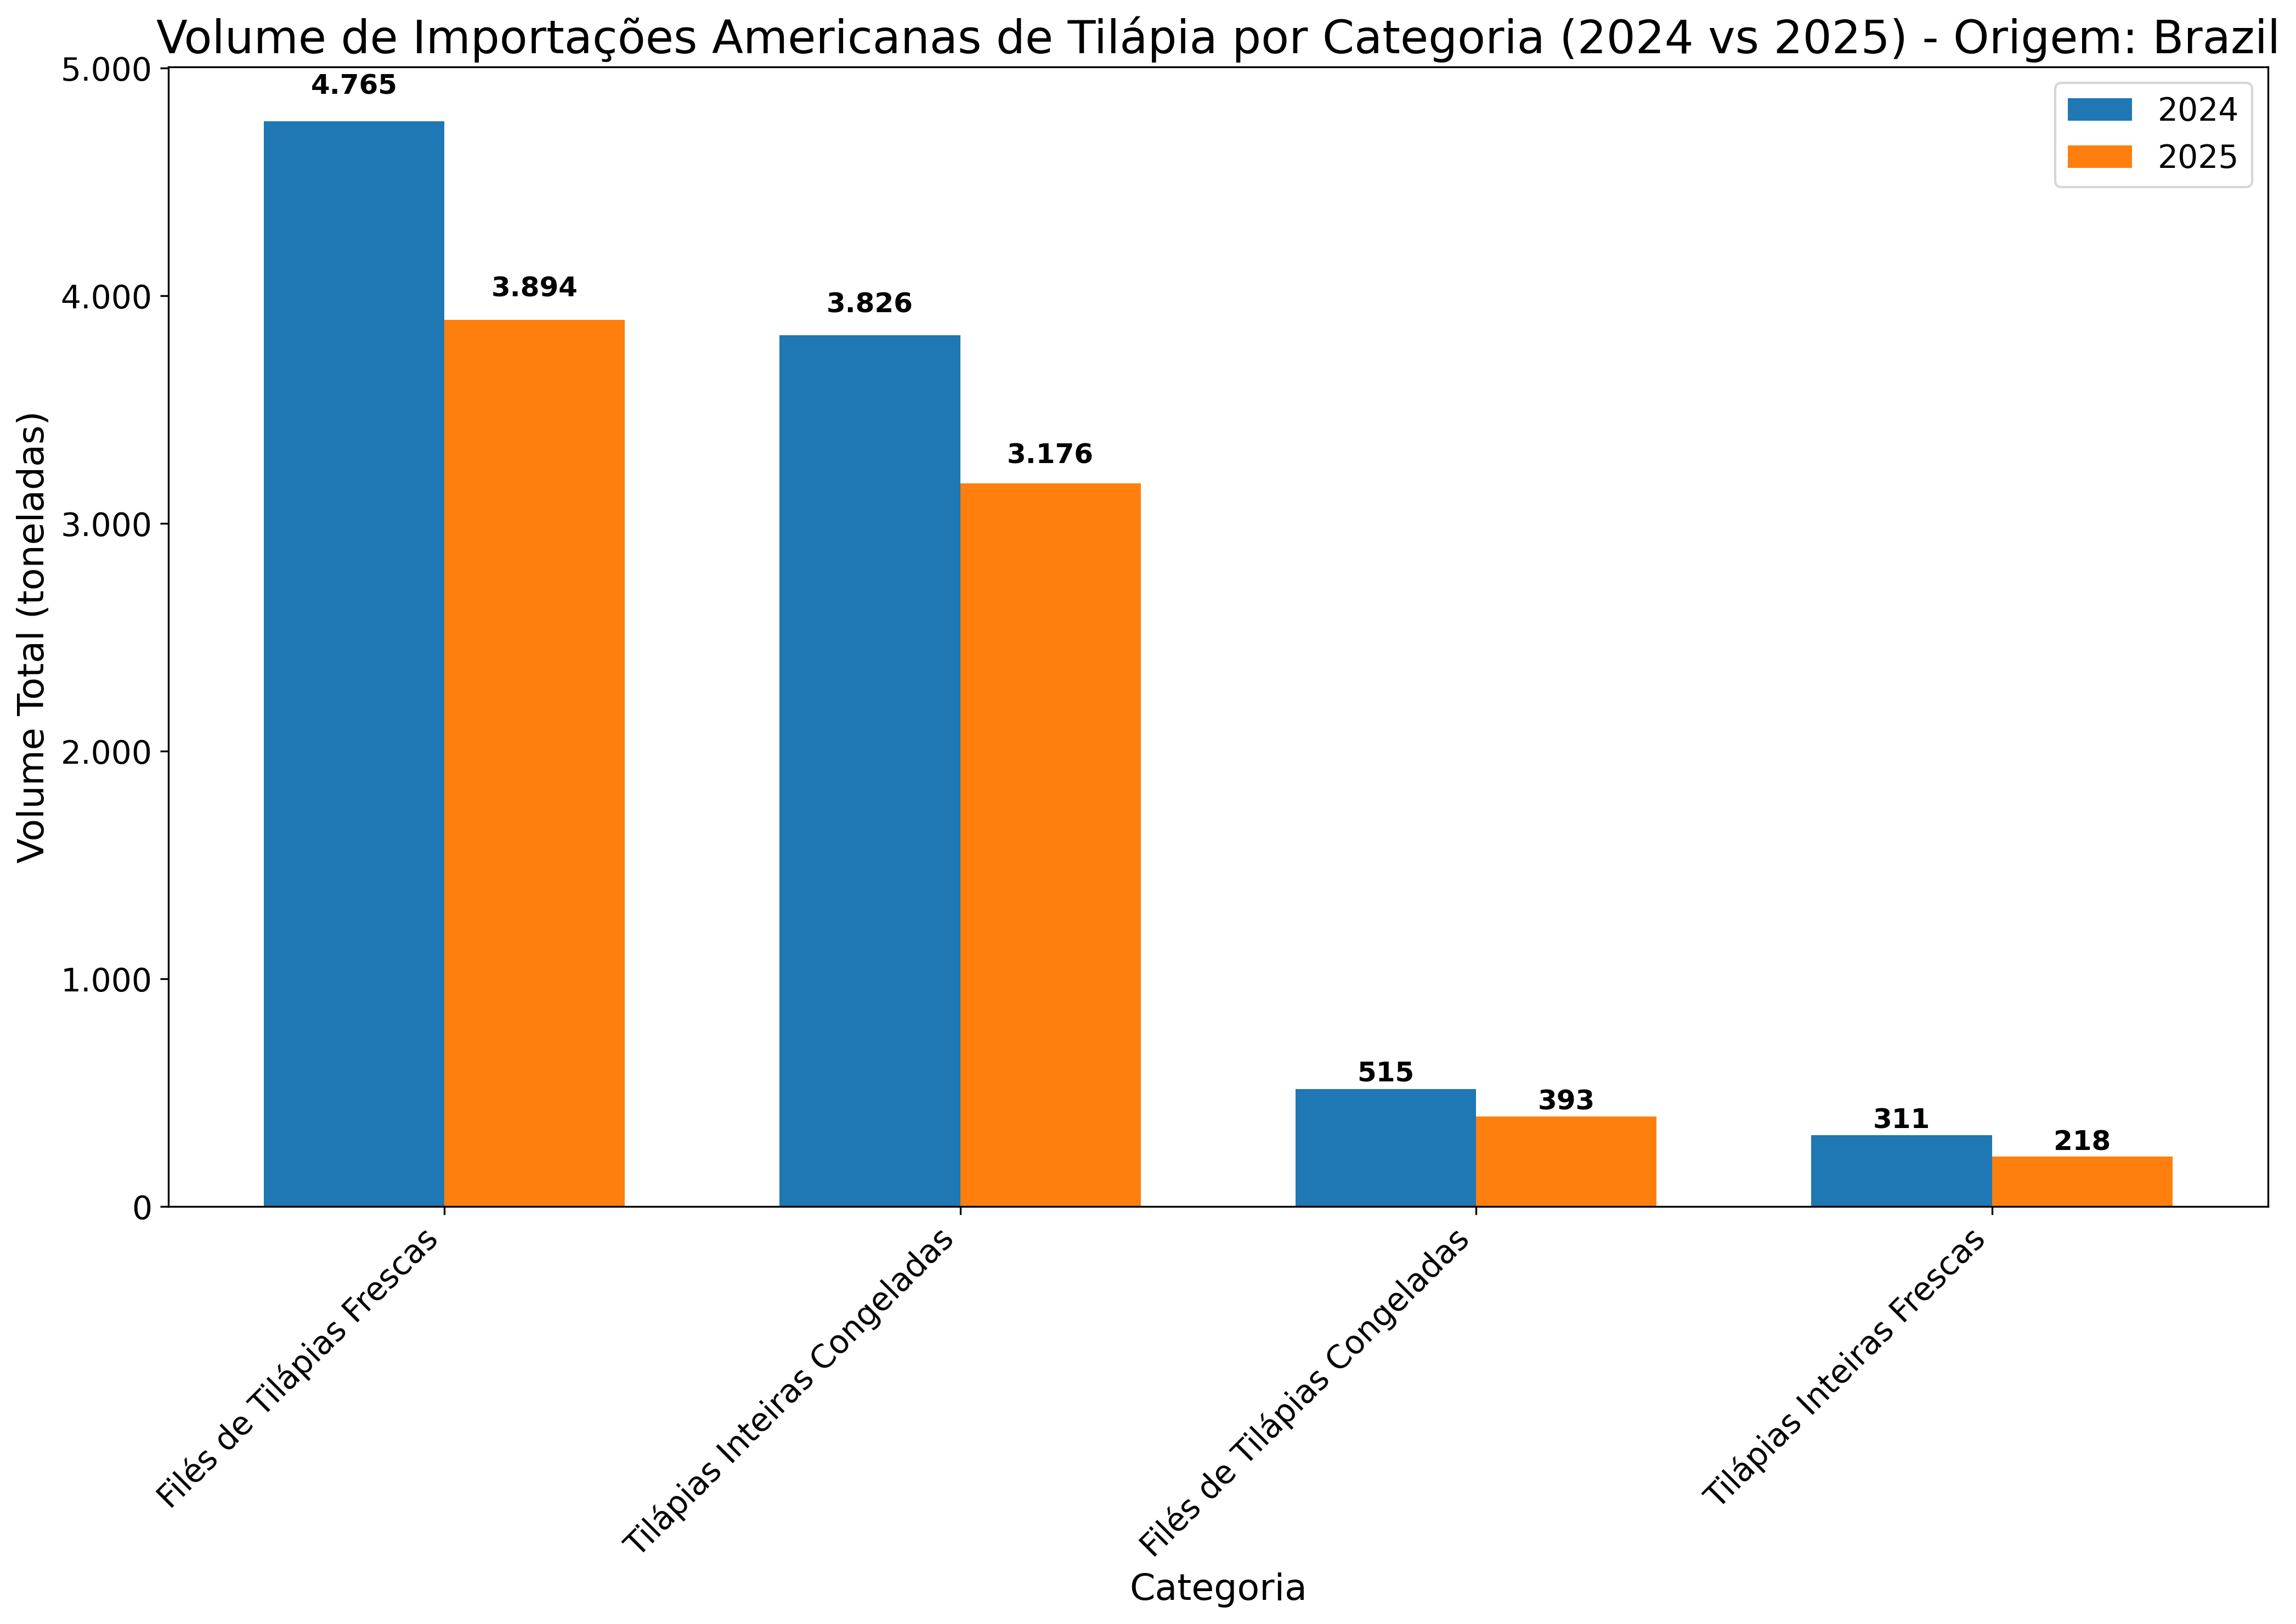 Volume de Importações Americanas de Tilápia por Categoria (2024 vs 2025) - Origem: Brazil
2024
2025
Volume Total (toneladas)
5.000
4.000
3.000
2.000
1.000
0
4.765
3.894
3.826
3.176
515
393
311
218
Filés de Tilápias Frescas
Tilápias Inteiras Congeladas
Filés de Tilápias Congeladas
Tilápias Inteiras Frescas
Categoria